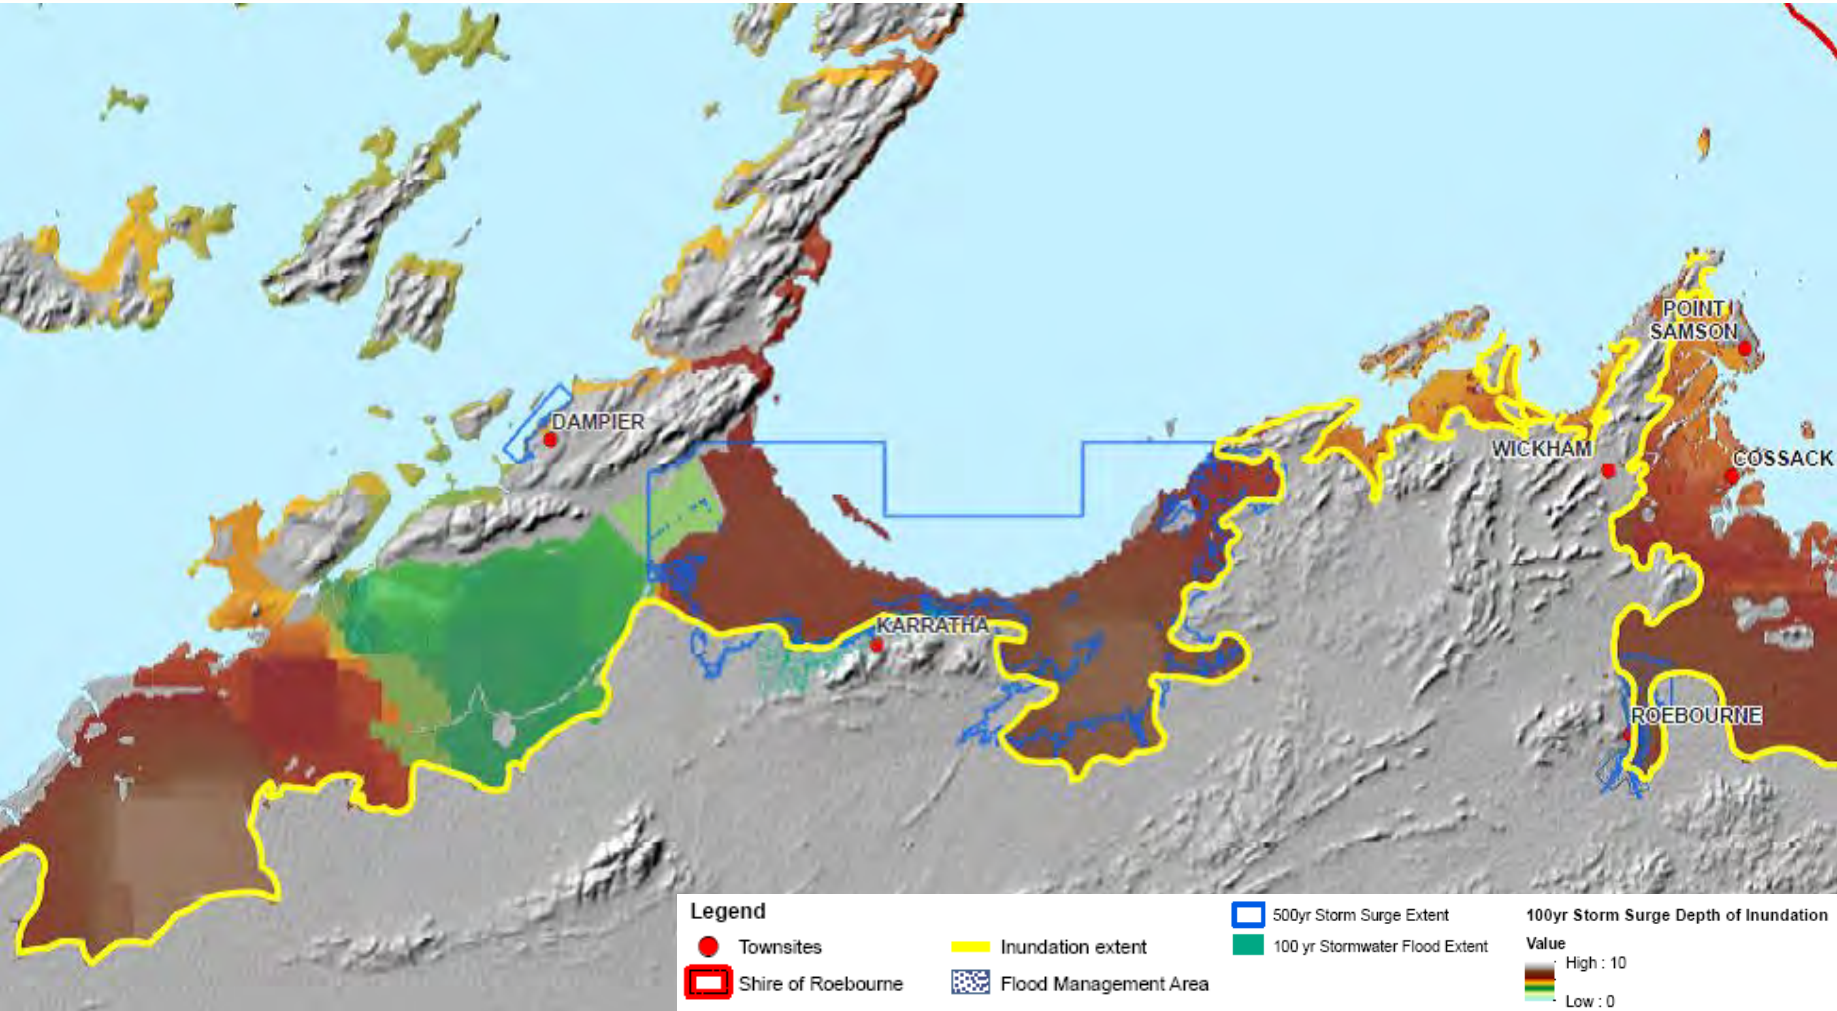 POINT
SAMSON
DAMPIER
WICKHAM
COSSACK
KARRATHA
ROEBOURNE
Legend
Townsites
Shire of Roebourne
Inundation extent
Flood Management Area
500yr Storm Surge Extent
100 yr Stormwater Flood Extent
100yr Storm Surge Depth of Inundation
Value
High : 10
Low : 0